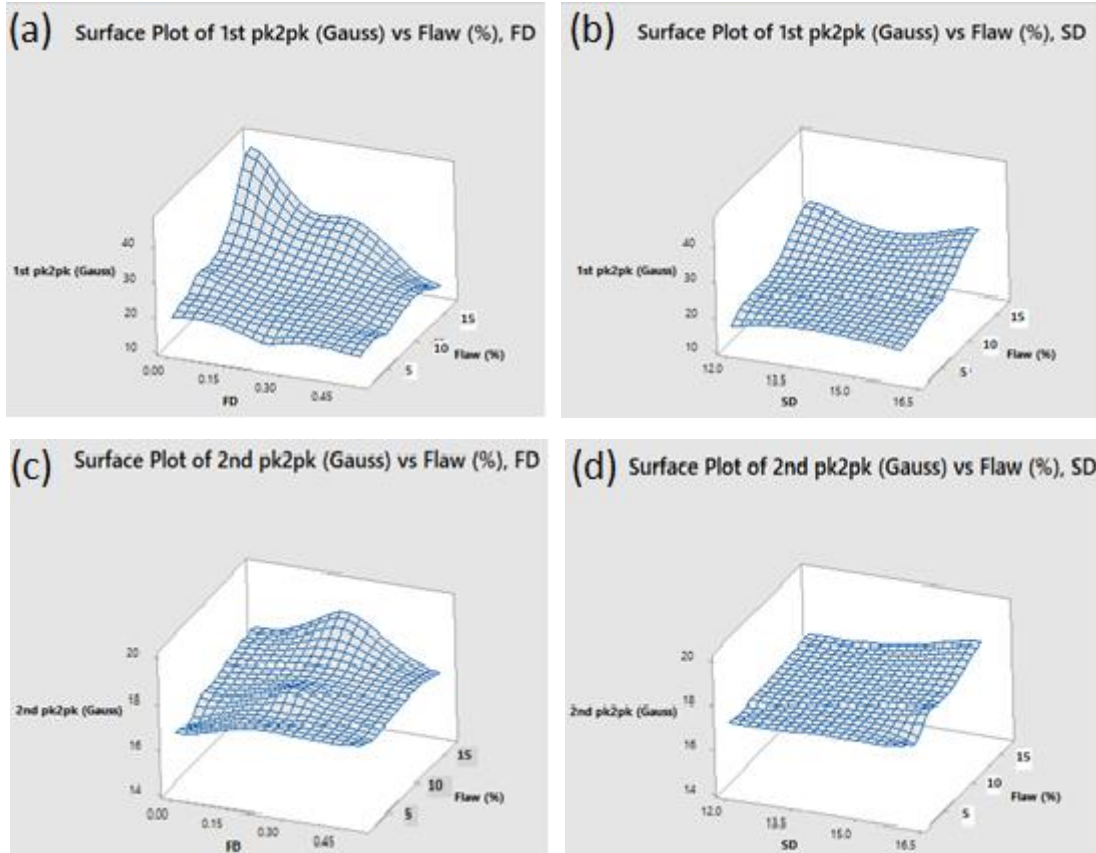 (a) Surface Plot of 1st pk2pk (Gauss) vs Flaw (%), FD
40
1st pk2pk (Gauss)
30
20
10
0.00
0.15
0.30
0.45
FD
15
10
Flaw (%)
5
(b) Surface Plot of 1st pk2pk (Gauss) vs Flaw (%), SD
40
1st pk2pk (Gauss)
30
20
10
12.0
13.5
15.0
16.5
SD
15
10
Flaw (%)
5
(c) Surface Plot of 2nd pk2pk (Gauss) vs Flaw (%), FD
20
18
2nd pk2pk (Gauss)
16
14
0.00
0.15
0.30
0.45
FD
15
10
Flaw (%)
5
(d) Surface Plot of 2nd pk2pk (Gauss) vs Flaw (%), SD
20
18
2nd pk2pk (Gauss)
16
14
12.0
13.5
15.0
16.5
SD
15
10
Flaw (%)
5